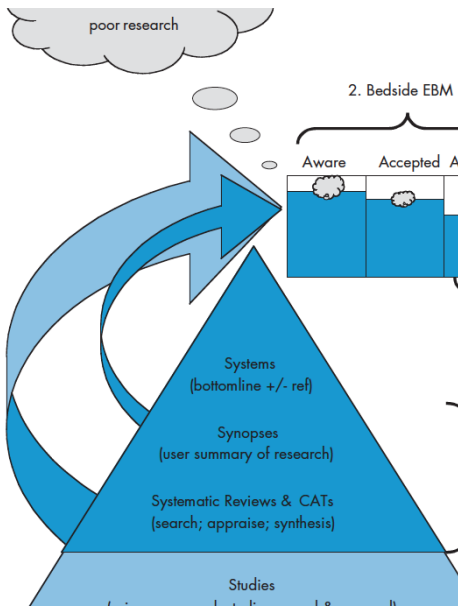 poor research
2. Bedside EBM
Aware Accepted A
Systems
(bottomline +/- ref)
Synopses
(user summary of research)
Systematic Reviews & CATs
(search; appraise; synthesis)
Studies